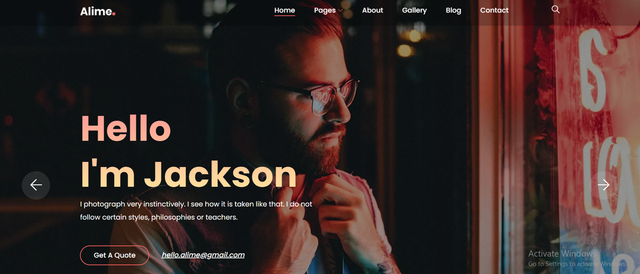 Alime.
Home Pages About Gallery Blog Contact
Hello
I'm Jackson
I photograph very instinctively. I see how it is taken like that. I do not
follow certain styles, philosophies or teachers.
Get A Quote hello.alime@gmail.com
Activate Windows
Go to Settings to activate Windows.